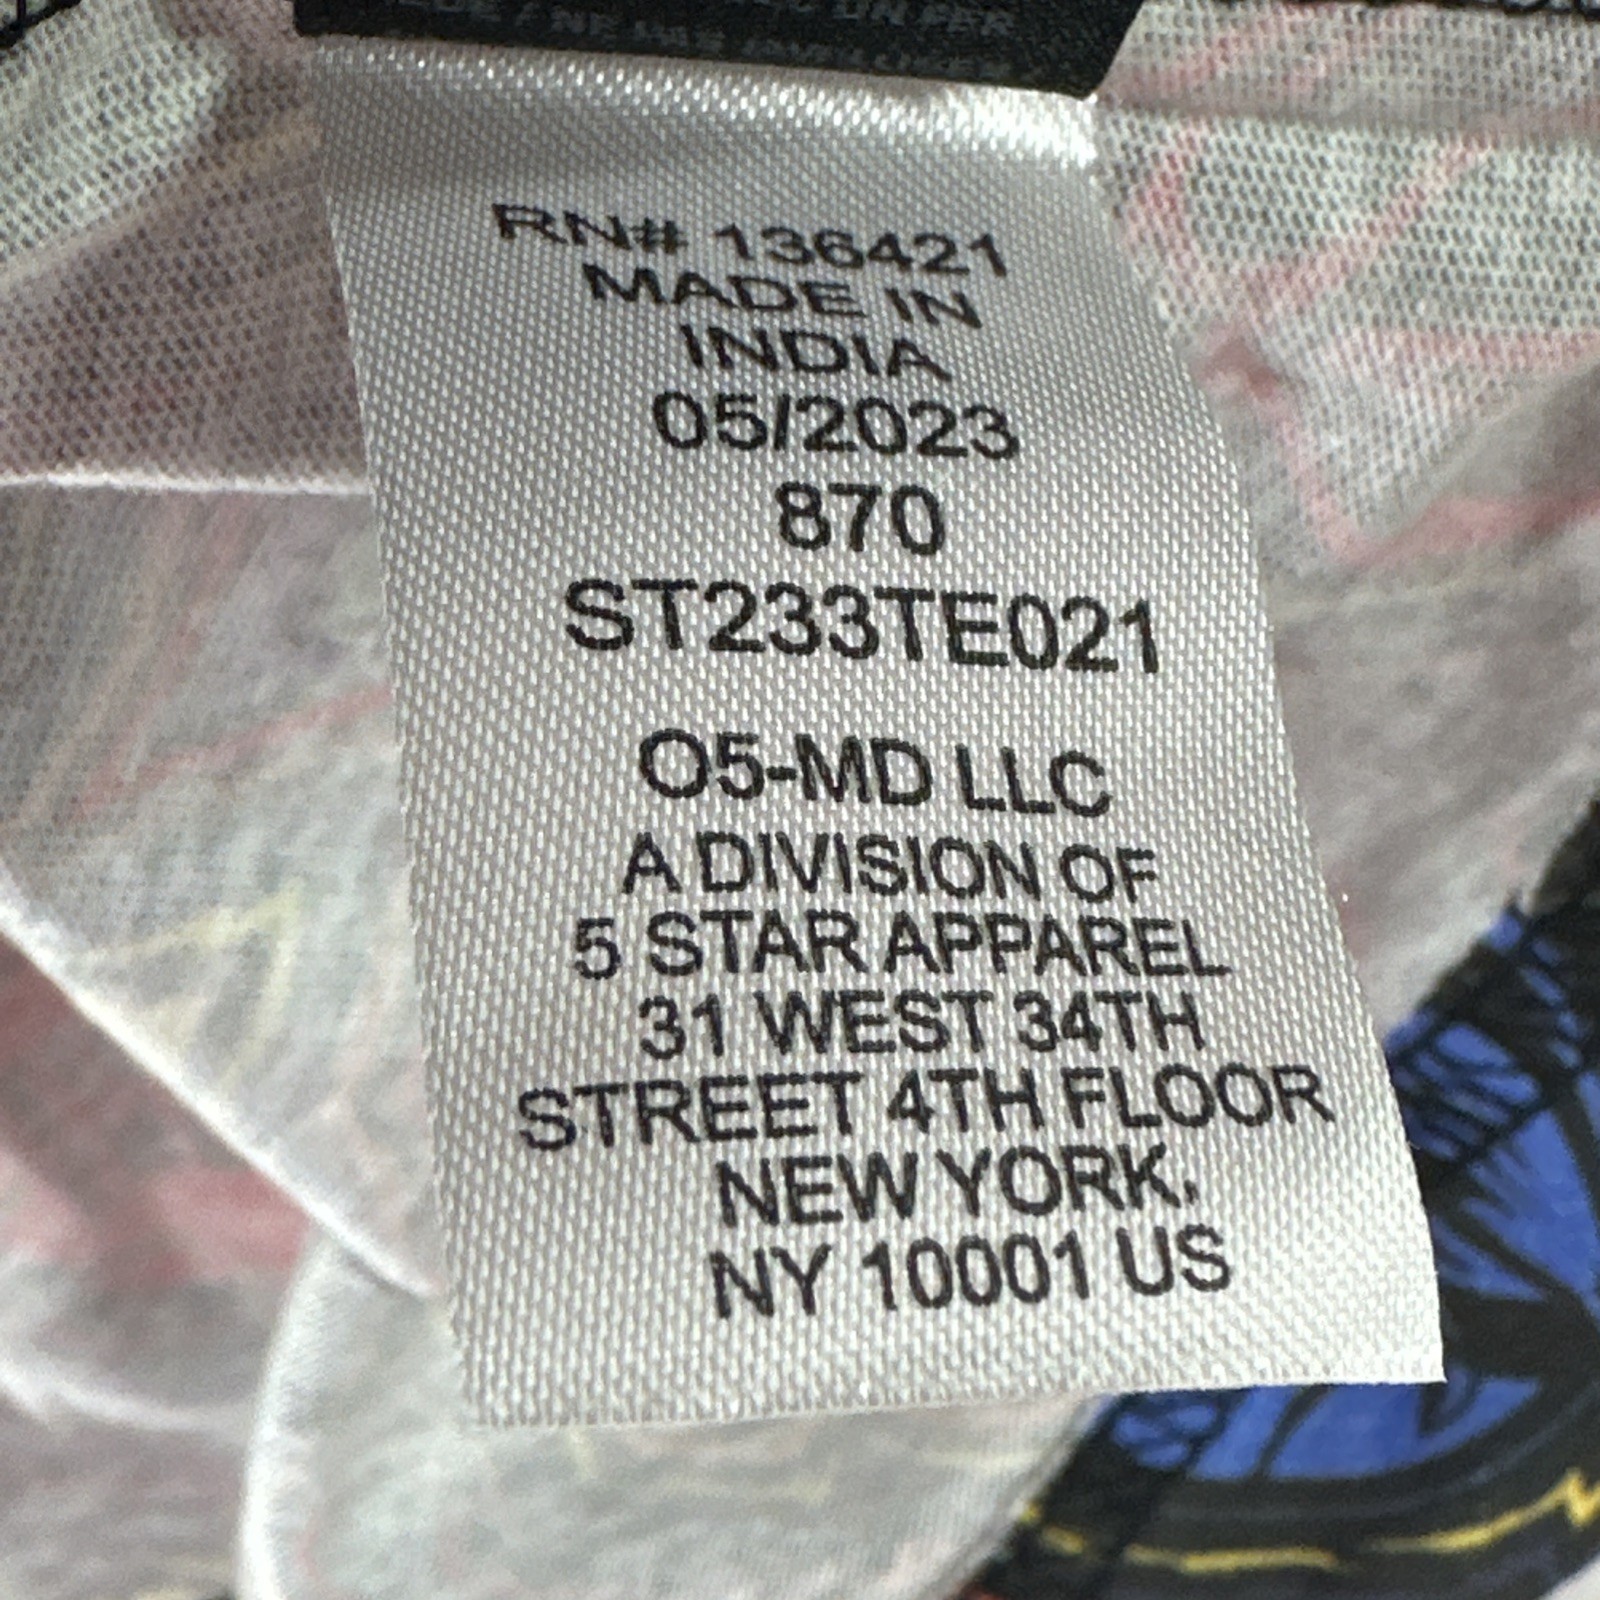 RN# 136421
MADE IN
INDIA
05/2023
870
ST233TE021
O5-MD LLC
A DIVISION OF
5 STAR APPAREL
31 WEST 34TH
STREET 4TH FLOOR
NEW YORK,
NY 10001 US